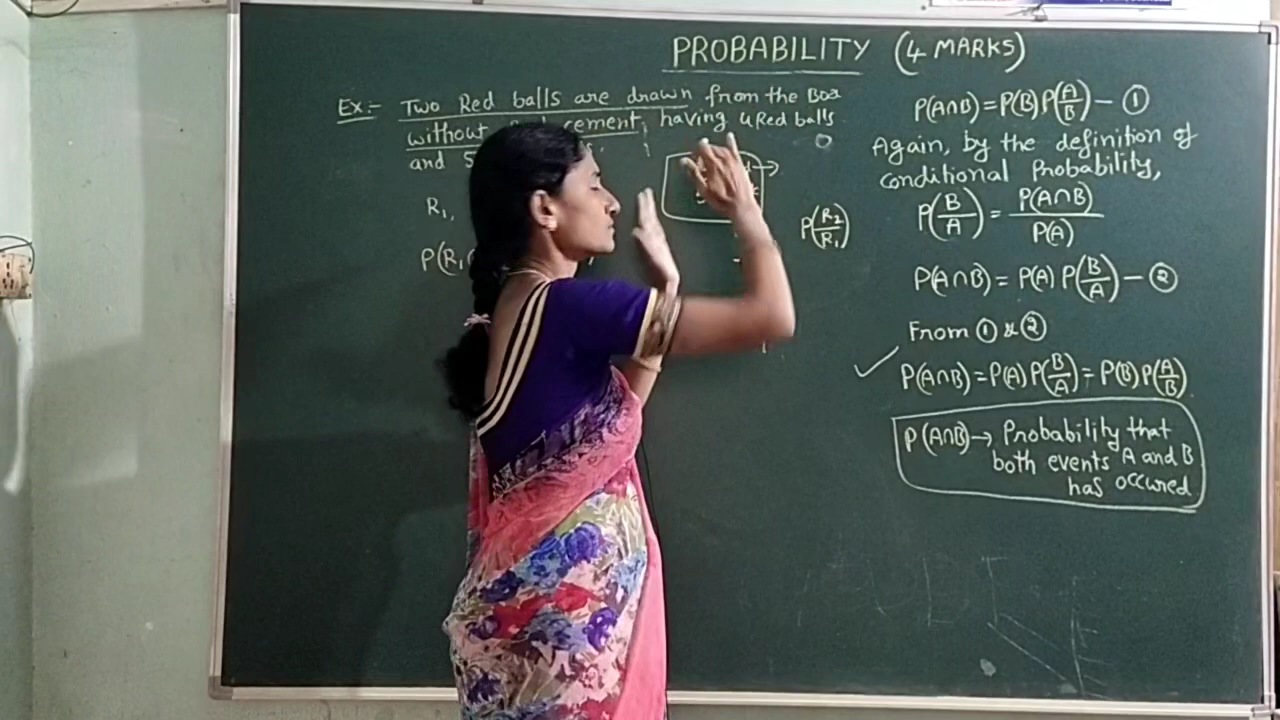 PROBABILITY (4 MARKS)
Ex:- Two Red balls are drawn from the Box
without cement, having 4 Red balls
and 5
R₁,
P(R₁
P(R₂/R₁)
P(A∩B) = P(B) P(A/B) — ①
Again, by the definition of
conditional Probability,
P(B/A) = P(A∩B)/P(A)
P(A∩B) = P(A) P(B/A) — ②
From ① & ②
✓ P(A∩B) = P(A) P(B/A) = P(B) P(A/B)
P(A∩B) → Probability that
both events A and B
has occured